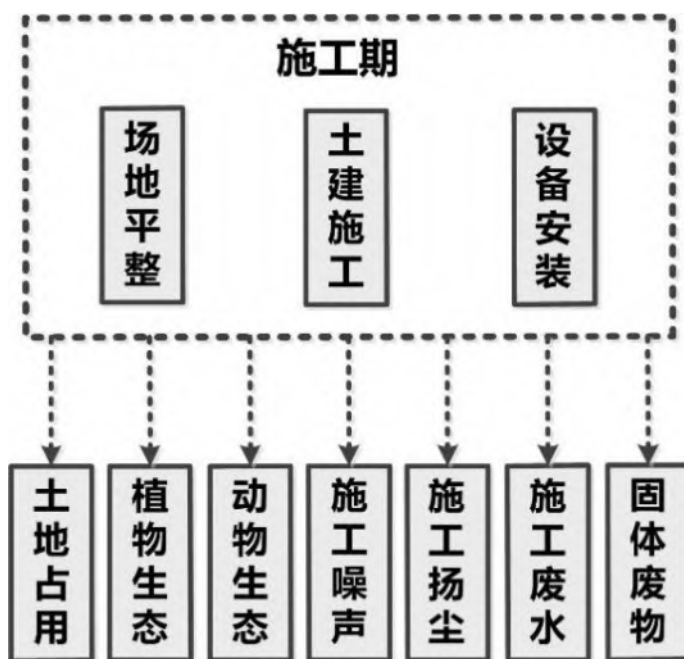 施工期
场地平整
土建施工
设备安装
土地占用
植物生态
动物生态
施工噪声
施工扬尘
施工废水
固体废物